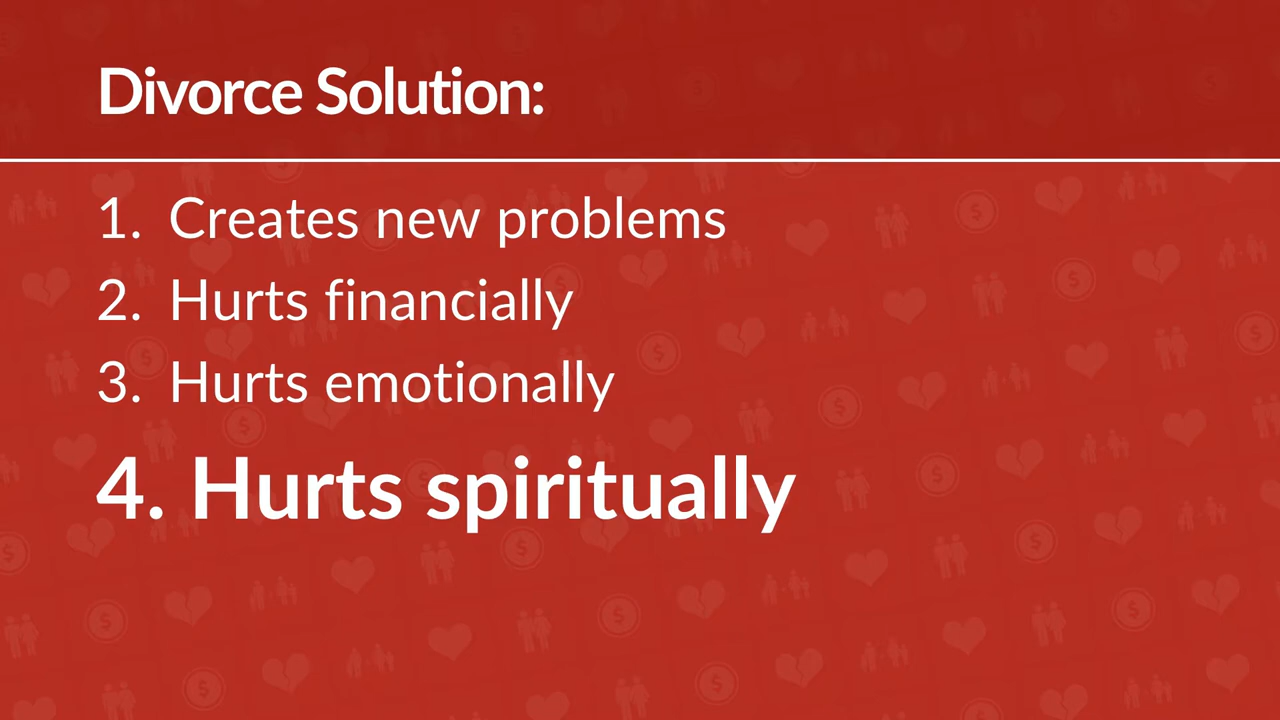 Divorce Solution:
1. Creates new problems
2. Hurts financially
3. Hurts emotionally
4. Hurts spiritually